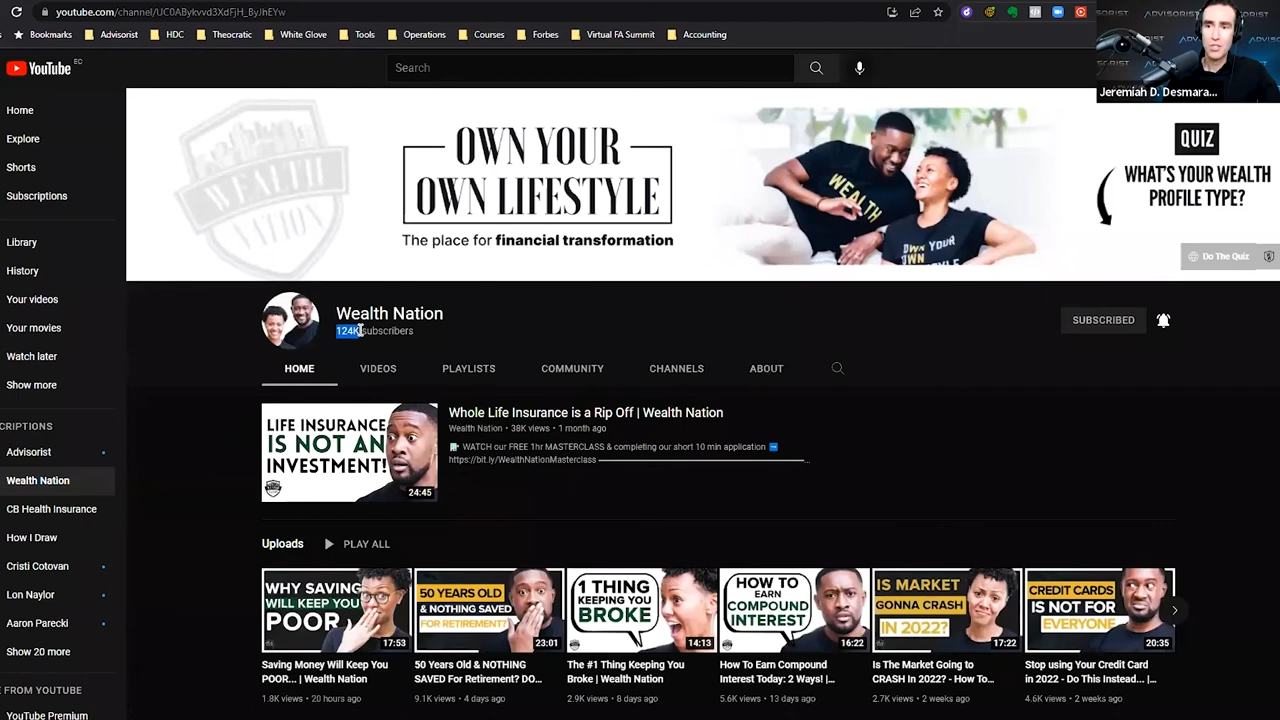 youtube.com/channel/UC0ABykvvd3XdFjH_ByJhEYw
Bookmarks Advisorist HDC Theocratic White Glove Tools Operations Courses Forbes Virtual FA Summit Accounting
ADVISORIST
Jeremiah D. Desmara...
YouTube EC
Search
Home
Explore
Shorts
Subscriptions
Library
History
Your videos
Your movies
Watch later
Show more
CRIPTIONS
Advisorist
Wealth Nation
CB Health Insurance
How I Draw
Cristi Cotovan
Lon Naylor
Aaron Parecki
Show 20 more
E FROM YOUTUBE
YouTube Premium
WEALTH
NATION
OWN YOUR
OWN LIFESTYLE
The place for financial transformation
WEALTH
OWN YOUR
OWN
QUIZ
WHAT'S YOUR WEALTH
PROFILE TYPE?
Do The Quiz
Wealth Nation
124K subscribers
SUBSCRIBED
HOME VIDEOS PLAYLISTS COMMUNITY CHANNELS ABOUT
LIFE INSURANCE
IS NOT AN
INVESTMENT!
24:45
Whole Life Insurance is a Rip Off | Wealth Nation
Wealth Nation • 38K views • 1 month ago
WATCH our FREE 1hr MASTERCLASS & completing our short 10 min application
https://bit.ly/WealthNationMasterclass ...
Uploads PLAY ALL
WHY SAVING
WILL KEEP YOU
POOR...
17:53
Saving Money Will Keep You
POOR... | Wealth Nation
1.8K views • 20 hours ago
50 YEARS OLD
& NOTHING SAVED
FOR RETIREMENT?
23:01
50 Years Old & NOTHING
SAVED For Retirement? DO...
9.1K views • 4 days ago
1 THING
KEEPING YOU
BROKE
14:13
The #1 Thing Keeping You
Broke | Wealth Nation
2.9K views • 8 days ago
HOW TO
EARN
COMPOUND
INTEREST
16:22
How To Earn Compound
Interest Today: 2 Ways! |...
5.6K views • 13 days ago
IS MARKET
GONNA CRASH
IN 2022?
17:22
Is The Market Going to
CRASH In 2022? - How To...
2.7K views • 2 weeks ago
CREDIT CARDS
IS NOT FOR
EVERYONE
20:35
Stop using Your Credit Card
in 2022 - Do This Instead... |...
4.6K views • 2 weeks ago